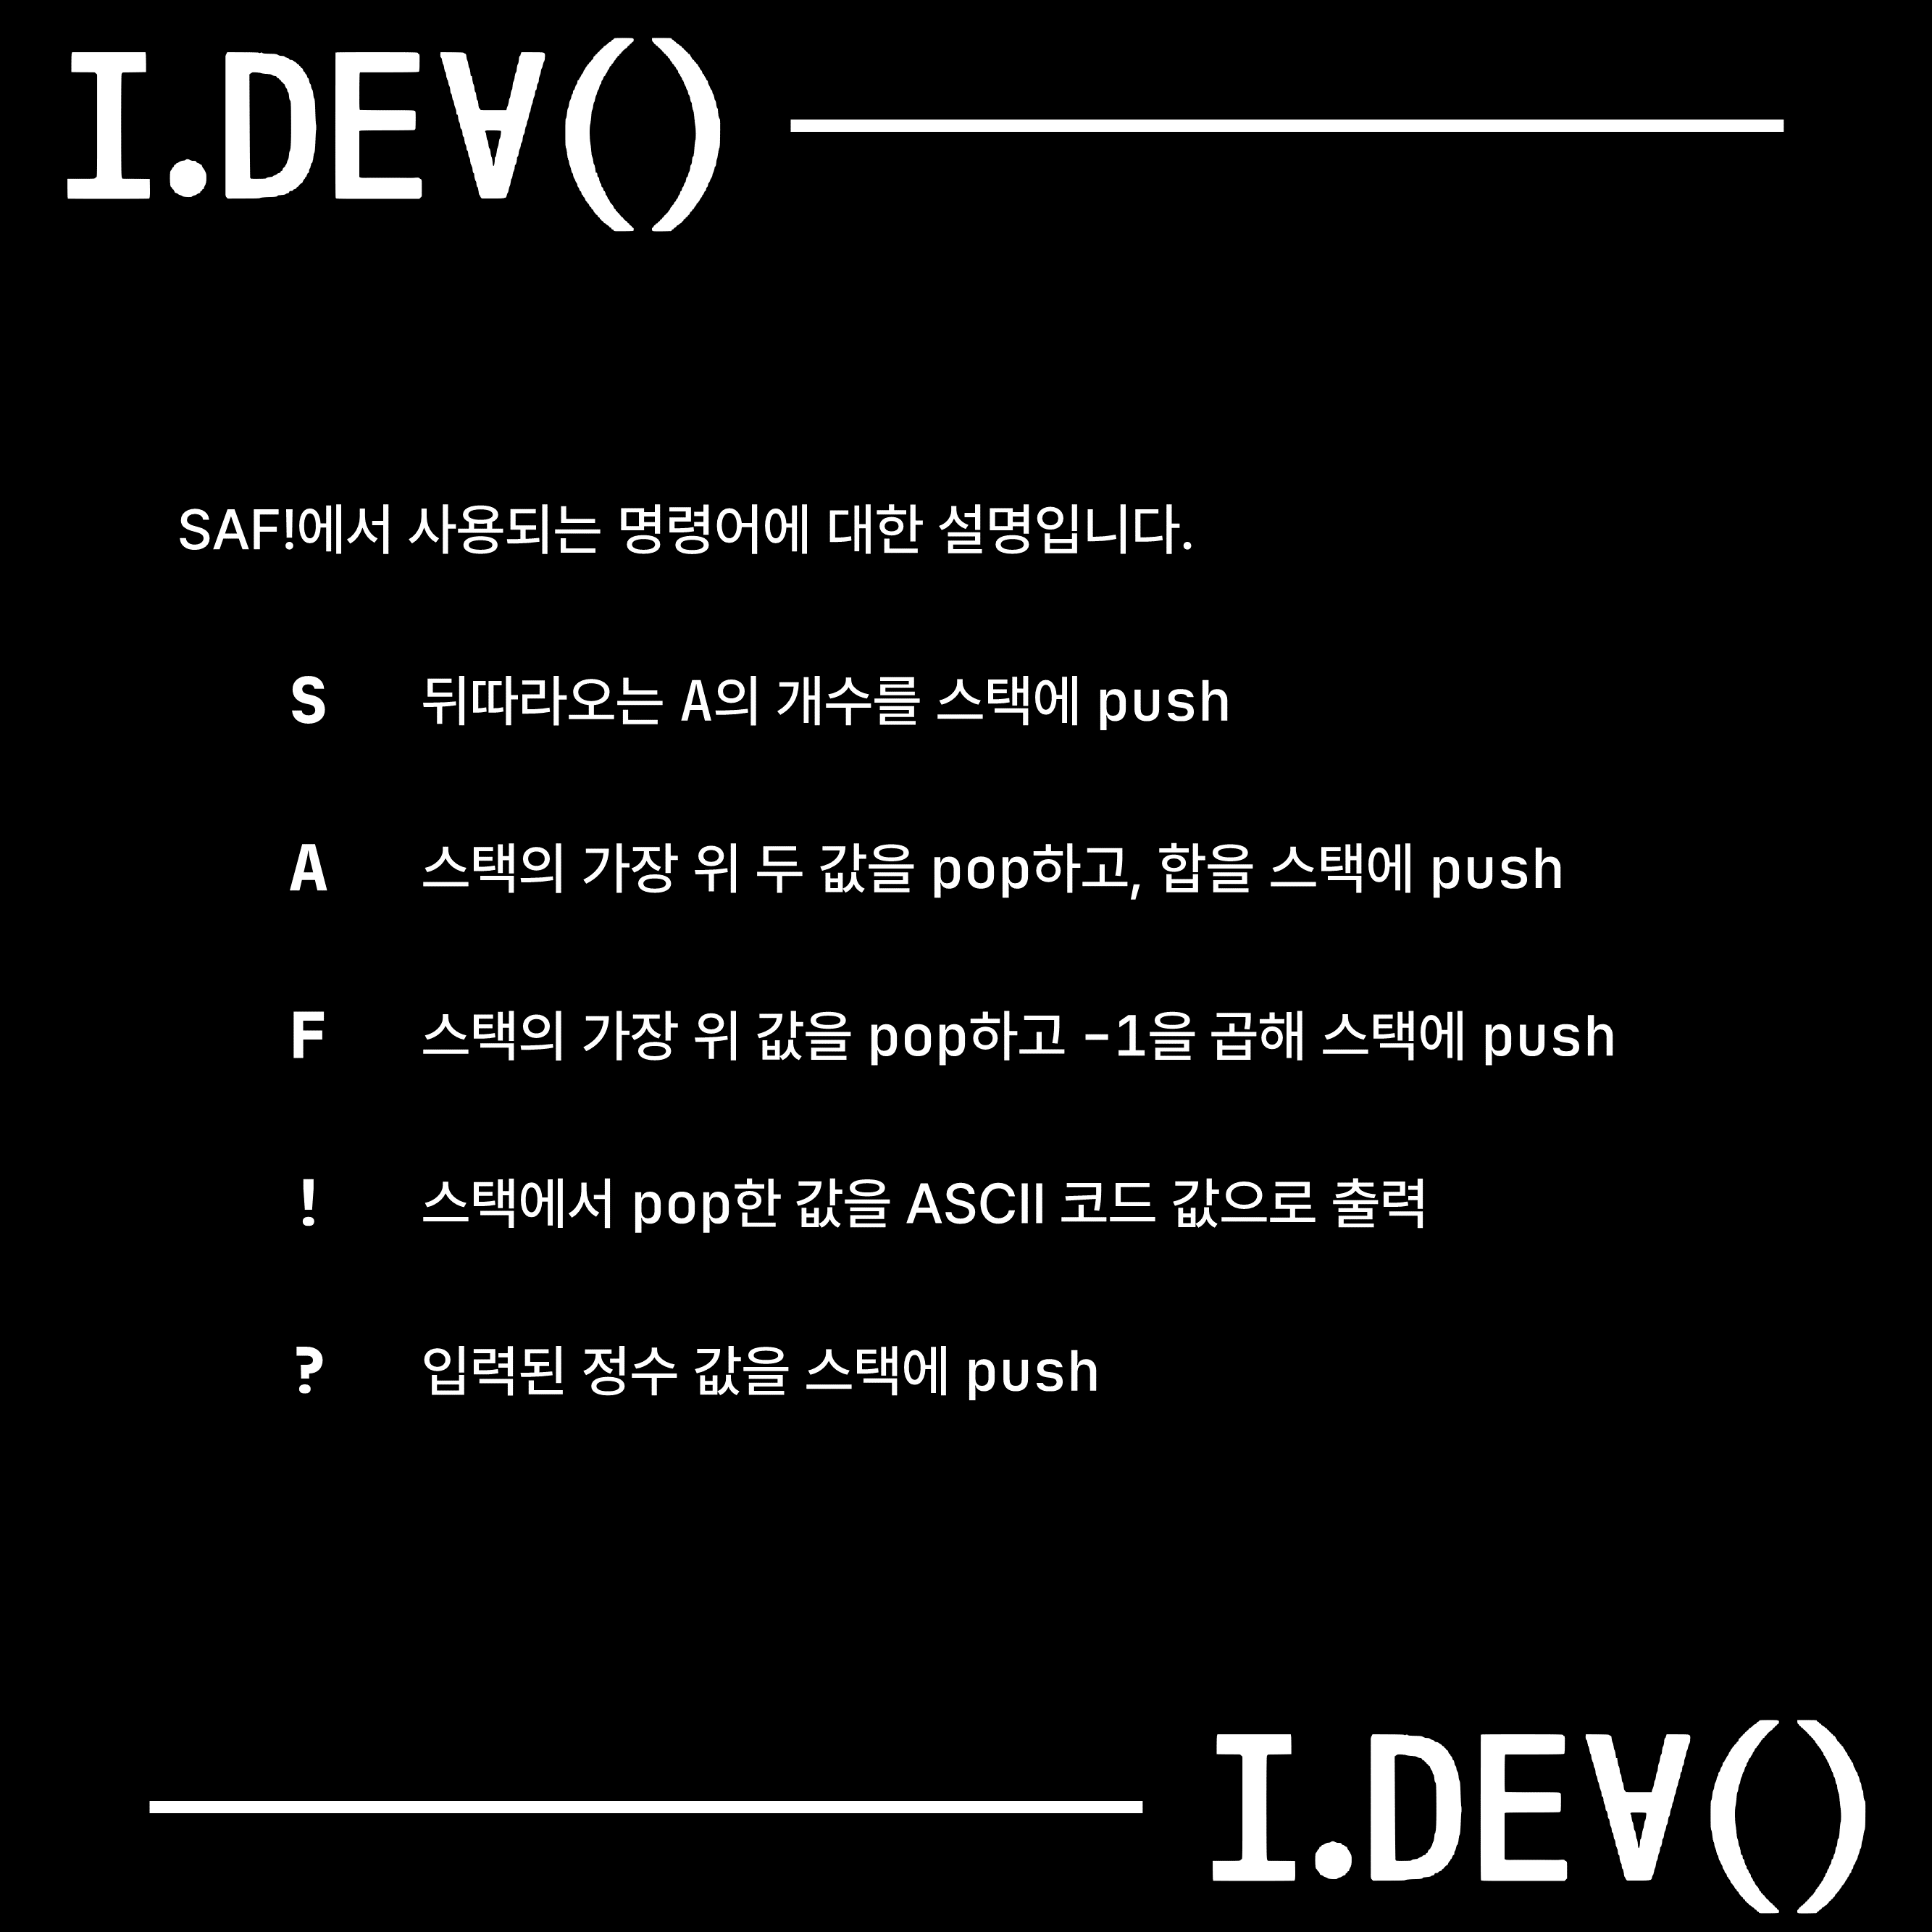 I.DEV()
SAF!에서 사용되는 명령어에 대한 설명입니다.
S 뒤따라오는 A의 개수를 스택에 push
A 스택의 가장 위 두 값을 pop하고, 합을 스택에 push
F 스택의 가장 위 값을 pop하고 -1을 곱해 스택에 push
! 스택에서 pop한 값을 ASCII 코드 값으로 출력
? 입력된 정수 값을 스택에 push
I.DEV()